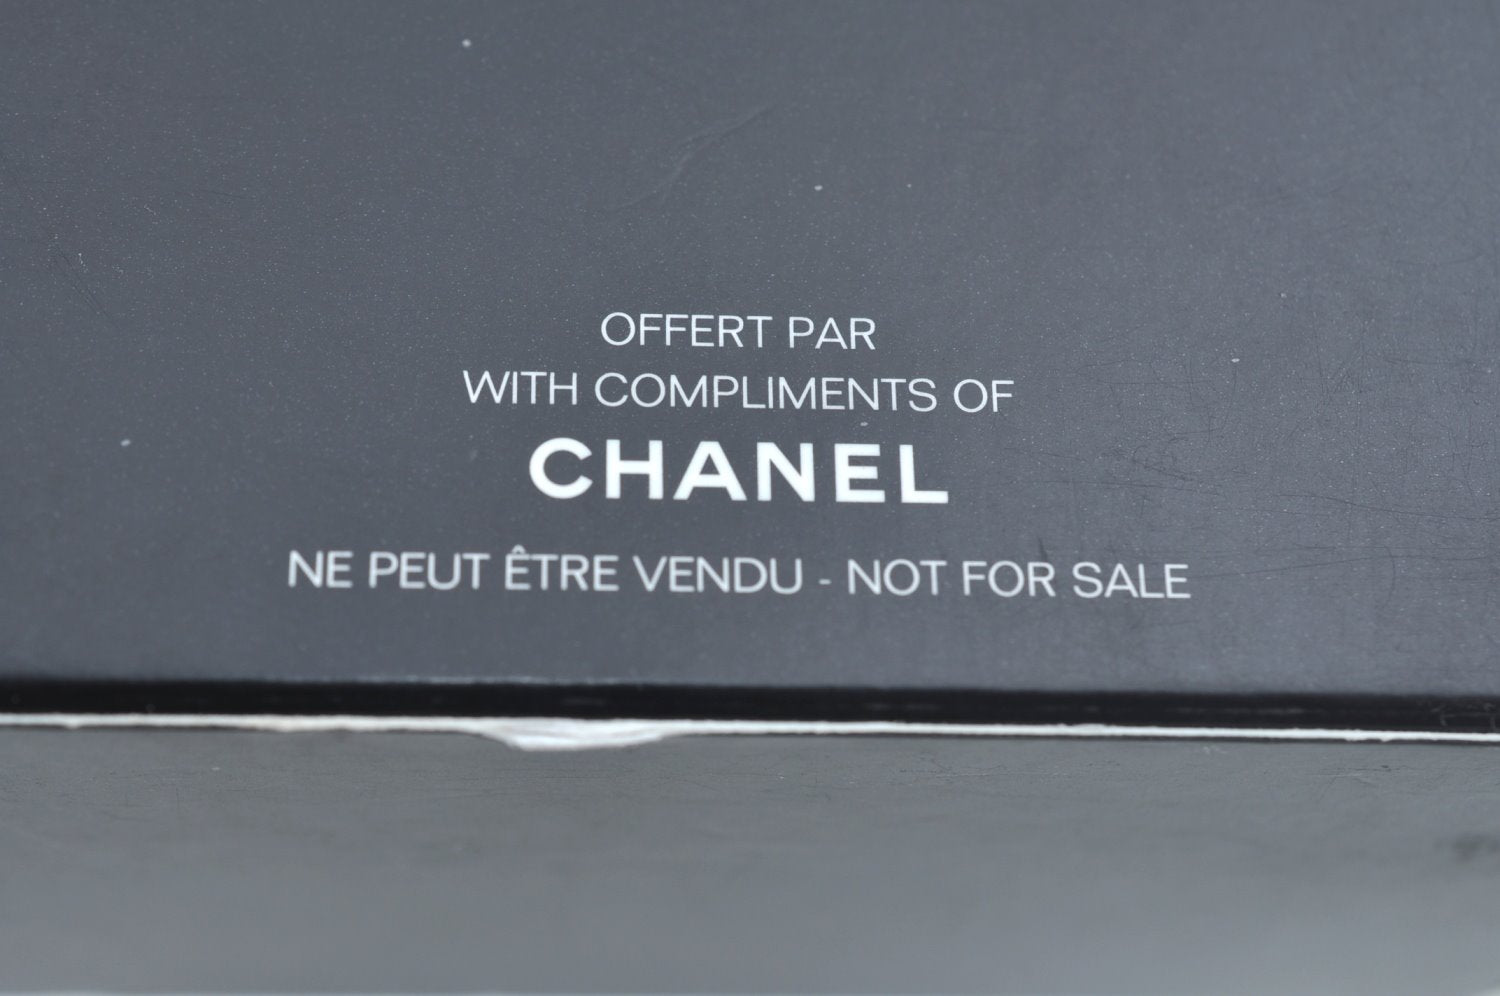 OFFERT PAR
WITH COMPLIMENTS OF
CHANEL
NE PEUT ÊTRE VENDU - NOT FOR SALE